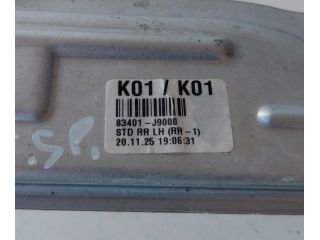 K01 / K01
83401-J9000
STD RR LH (RR-1)
20.11.25 19:06:31
S.P.